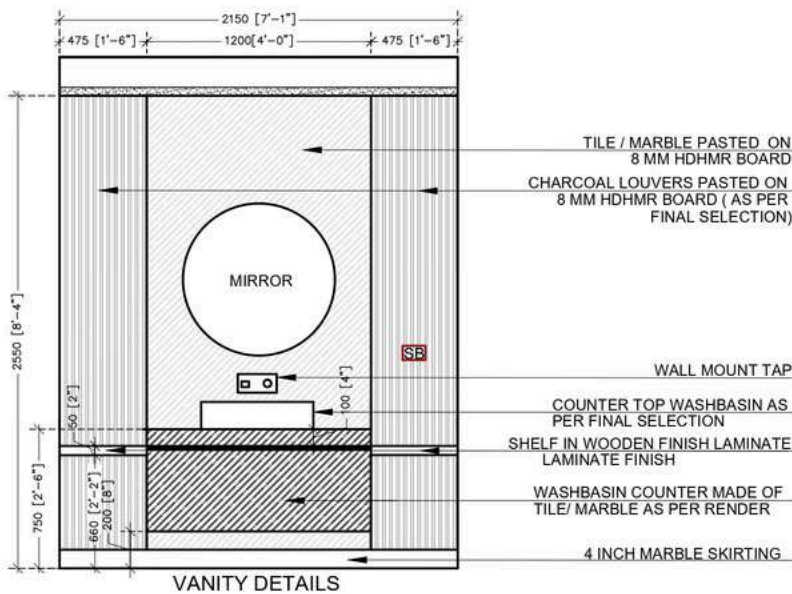 2150 [7'-1"]
475 [1'-6"]
1200[4'-0"]
475 [1'-6"]
TILE / MARBLE PASTED ON
8 MM HDHMR BOARD
CHARCOAL LOUVERS PASTED ON
8 MM HDHMR BOARD ( AS PER
FINAL SELECTION)
MIRROR
2550 [8'-4"]
SB
WALL MOUNT TAP
100 [4"]
COUNTER TOP WASHBASIN AS
PER FINAL SELECTION
50 [2"]
SHELF IN WOODEN FINISH LAMINATE
LAMINATE FINISH
750 [2'-6"]
660 [2'-2"]
200 [8"]
WASHBASIN COUNTER MADE OF
TILE/ MARBLE AS PER RENDER
4 INCH MARBLE SKIRTING
VANITY DETAILS